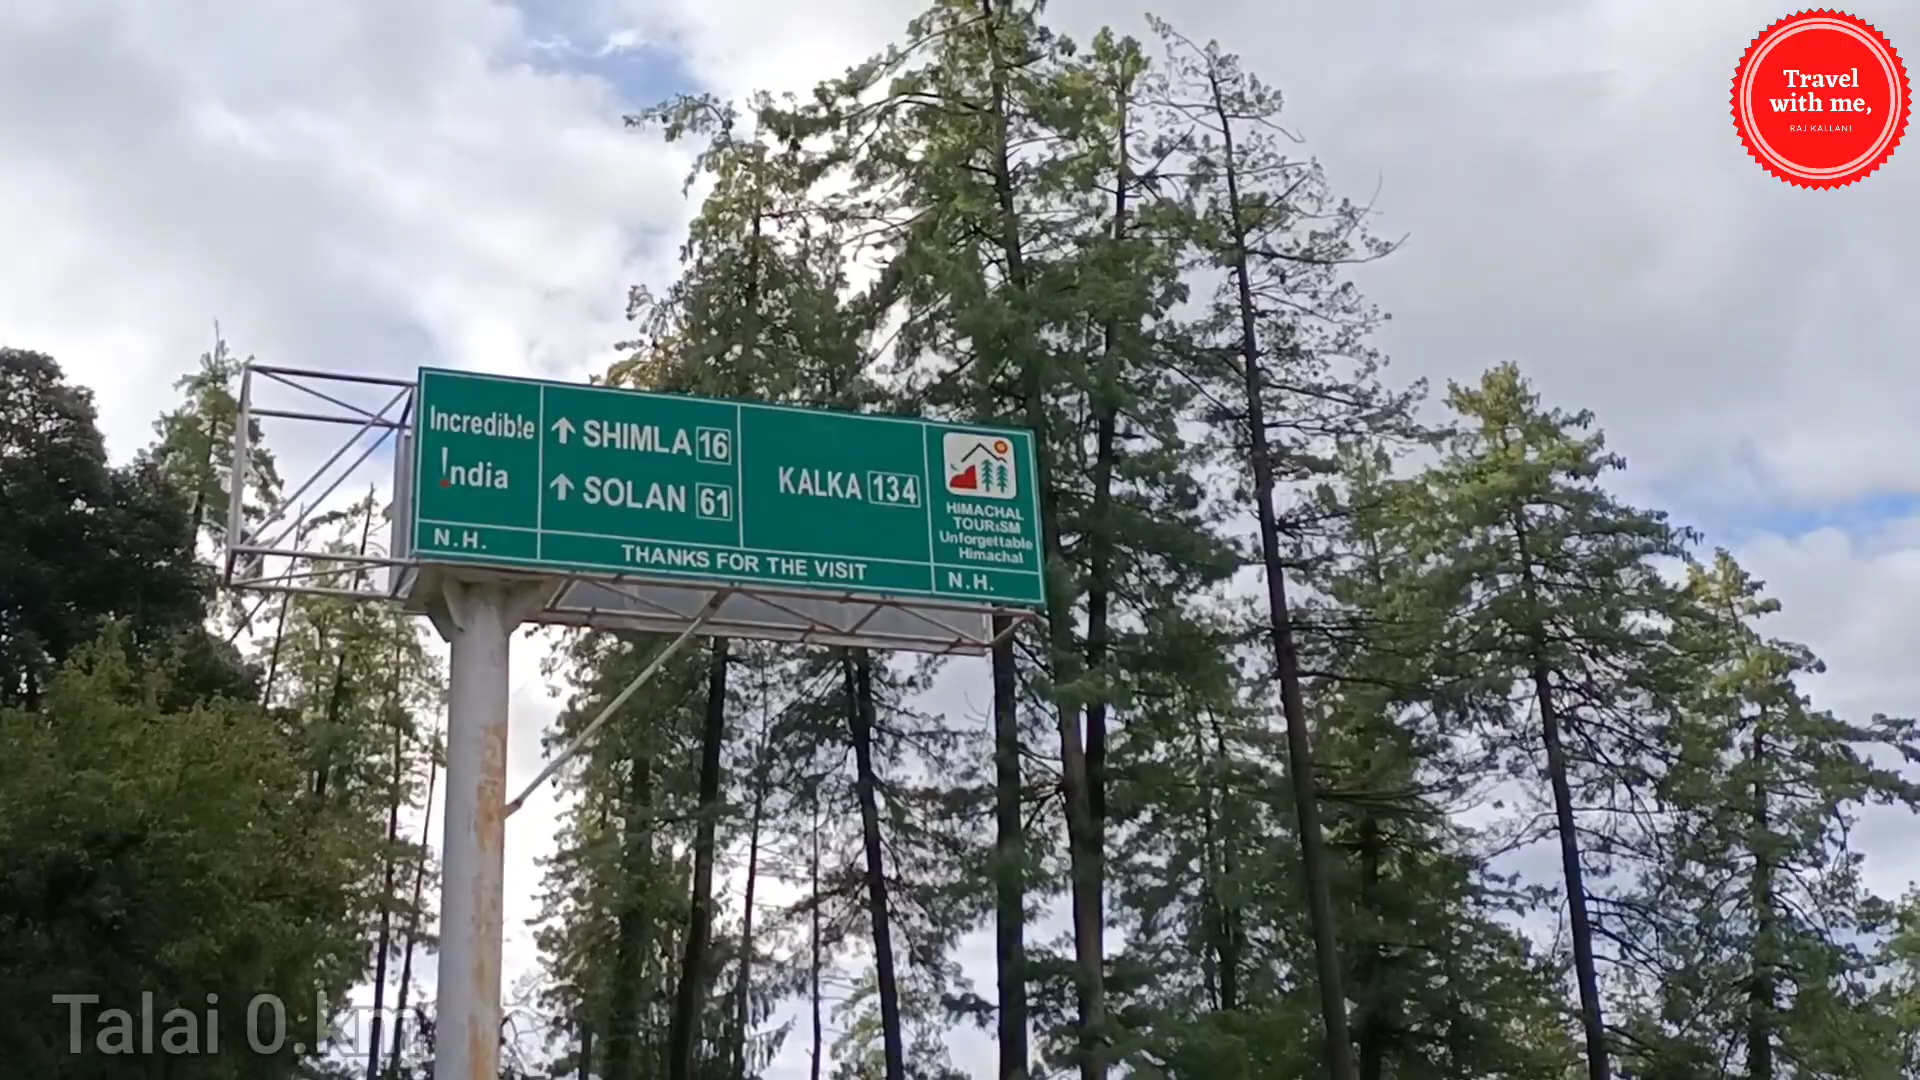 Travel
with me,
RAJ KALLANI
Incredible
!ndia
N.H.
↑ SHIMLA 16
↑ SOLAN 61
KALKA 134
THANKS FOR THE VISIT
HIMACHAL
TOURiSM
Unforgettable
Himachal
N.H.
Talai 0.km